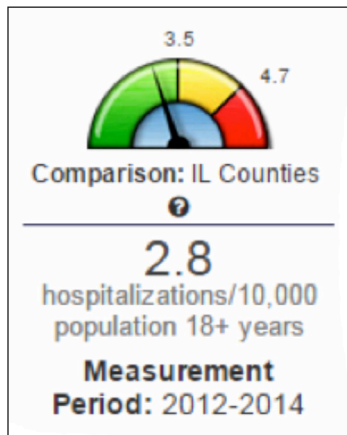 3.5
4.7
Comparison: IL Counties
?
2.8
hospitalizations/10,000
population 18+ years
Measurement
Period: 2012-2014